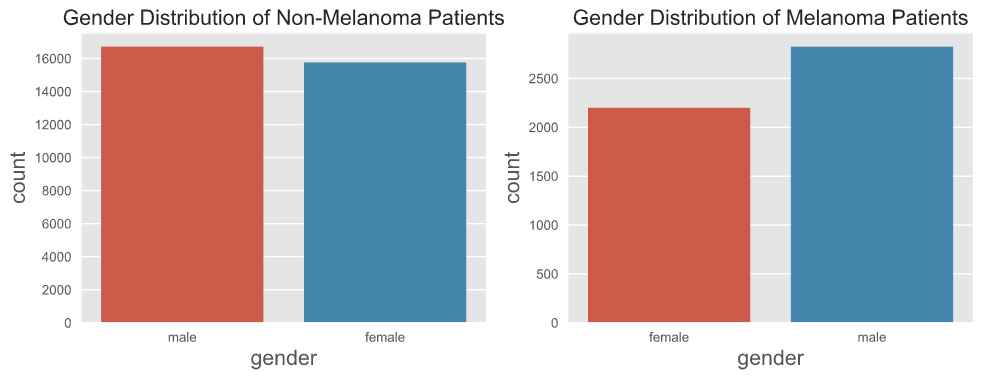 Gender Distribution of Non-Melanoma Patients
16000
14000
12000
10000
8000
6000
4000
2000
0
count
male female
gender
Gender Distribution of Melanoma Patients
2500
2000
1500
1000
500
0
count
female male
gender